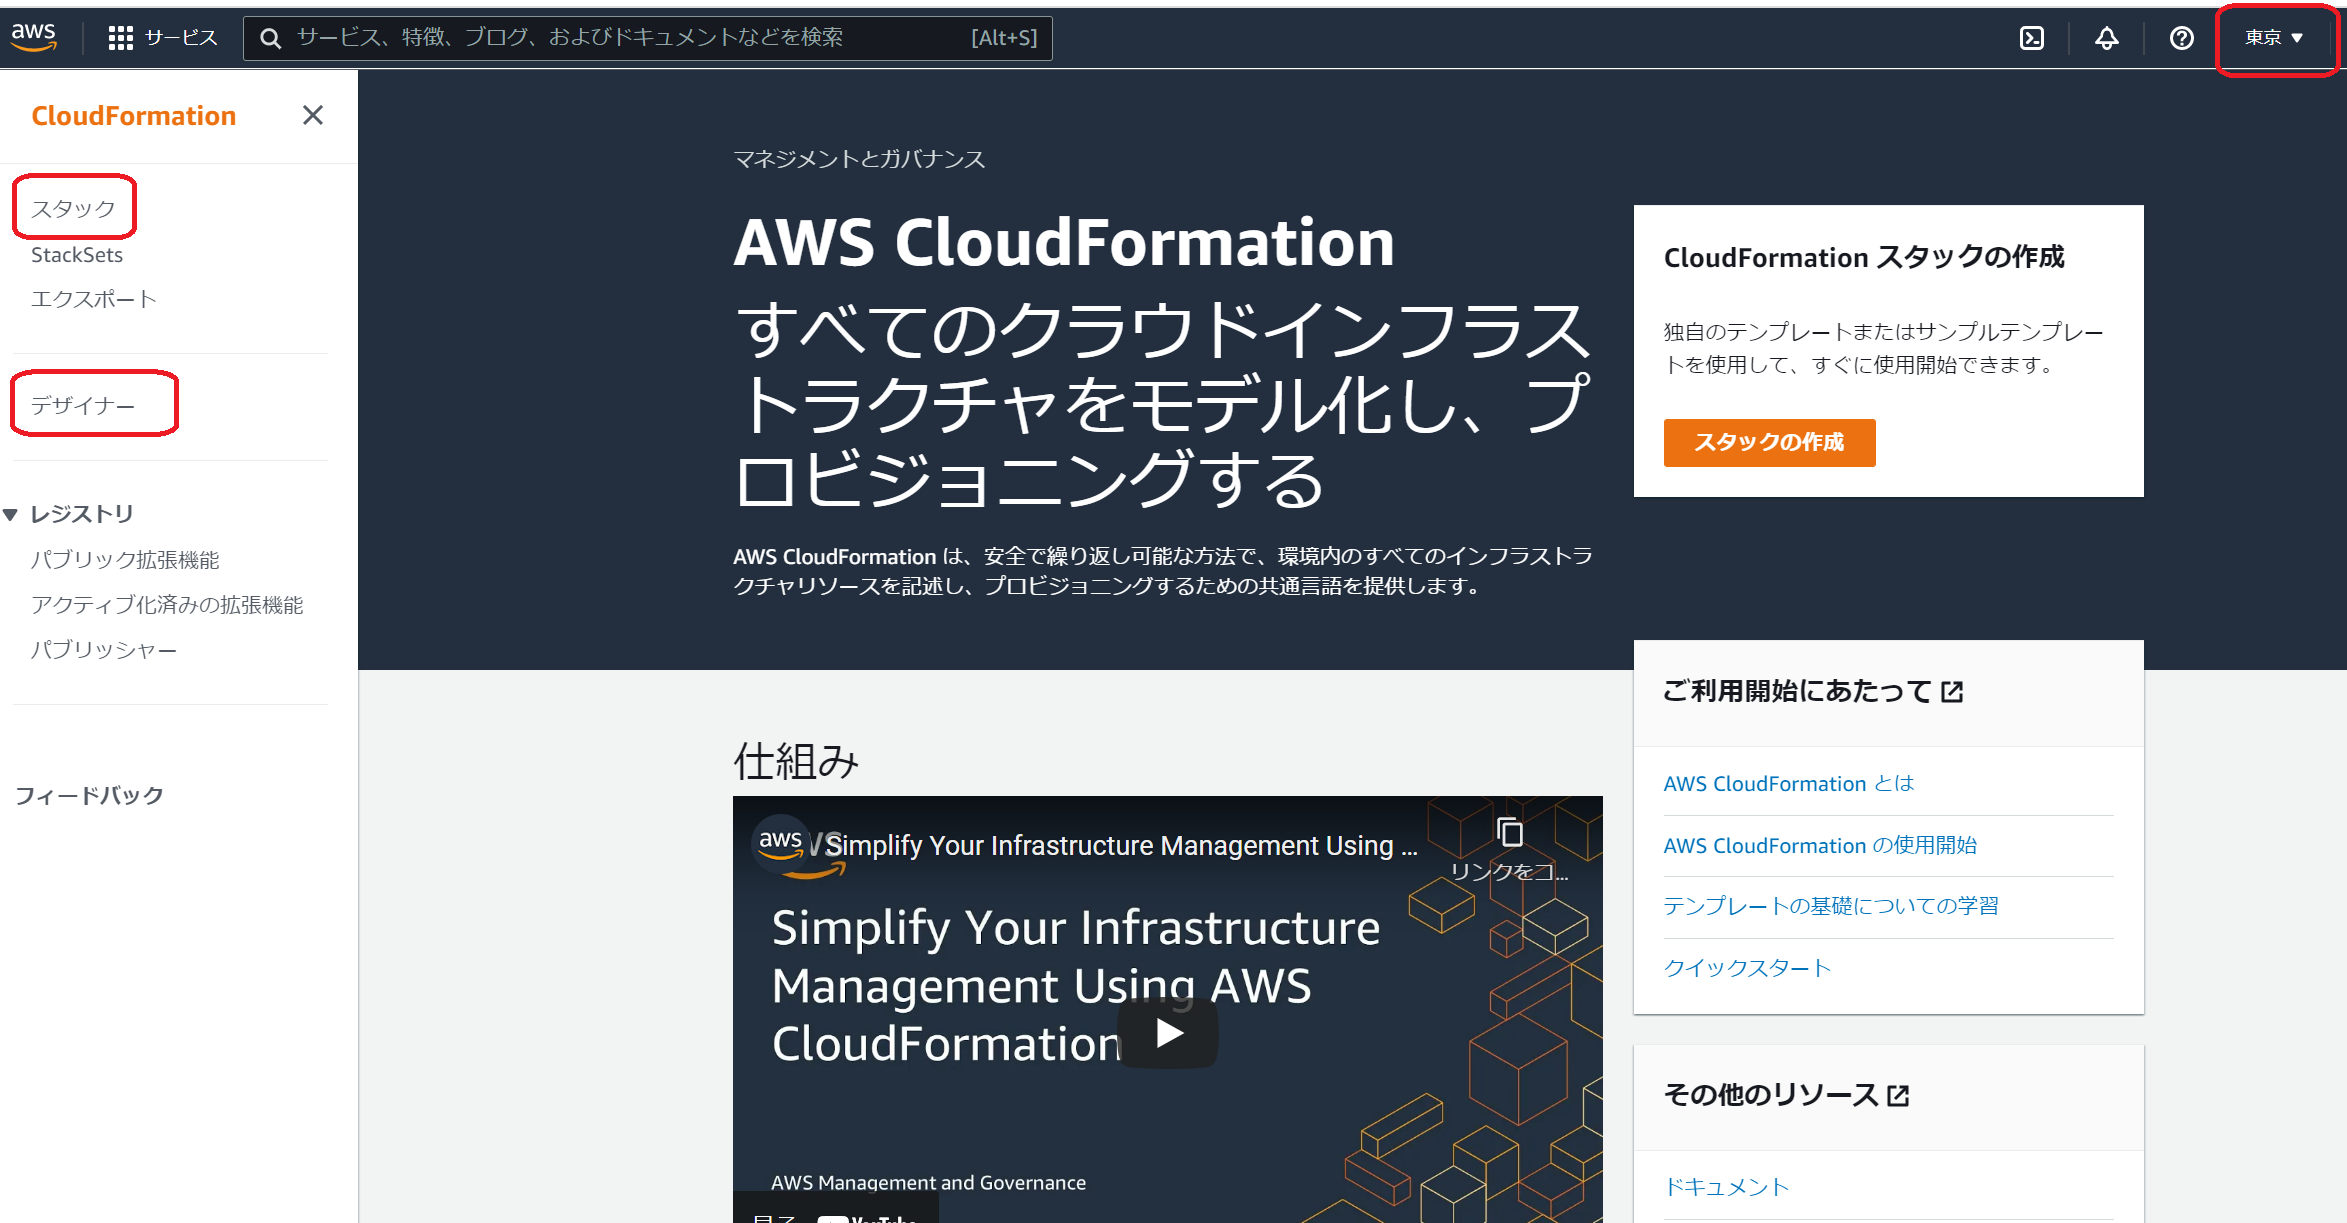 aws
サービス
サービス、特徴、ブログ、およびドキュメントなどを検索
[Alt+S]
東京 ▼
CloudFormation
スタック
StackSets
エクスポート
デザイナー
レジストリ
パブリック拡張機能
アクティブ化済みの拡張機能
パブリッシャー
フィードバック
マネジメントとガバナンス
AWS CloudFormation
すべてのクラウドインフラス
トラクチャをモデル化し、プ
ロビジョニングする
AWS CloudFormation は、安全で繰り返し可能な方法で、環境内のすべてのインフラストラ
クチャリソースを記述し、プロビジョニングするための共通言語を提供します。
CloudFormation スタックの作成
独自のテンプレートまたはサンプルテンプレー
トを使用して、すぐに使用開始できます。
スタックの作成
仕組み
aws
Simplify Your Infrastructure Management Using ...
リンクをコ...
Simplify Your Infrastructure
Management Using AWS
CloudFormation
AWS Management and Governance
YouTube
ご利用開始にあたって
AWS CloudFormation とは
AWS CloudFormation の使用開始
テンプレートの基礎についての学習
クイックスタート
その他のリソース
ドキュメント